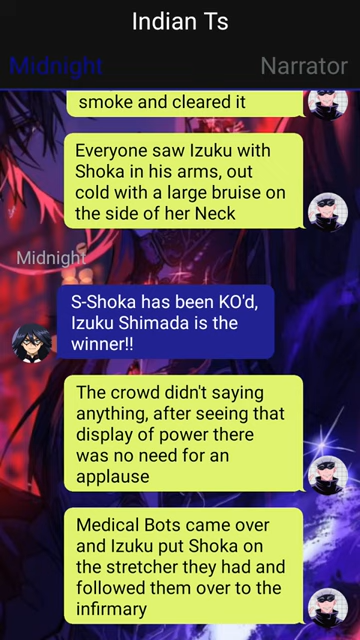 Indian Ts
Midnight
Narrator
smoke and cleared it
Everyone saw Izuku with
Shoka in his arms, out
cold with a large bruise on
the side of her Neck
Midnight
S-Shoka has been KO'd,
Izuku Shimada is the
winner!!
The crowd didn't saying
anything, after seeing that
display of power there
was no need for an
applause
Medical Bots came over
and Izuku put Shoka on
the stretcher they had and
followed them over to the
infirmary